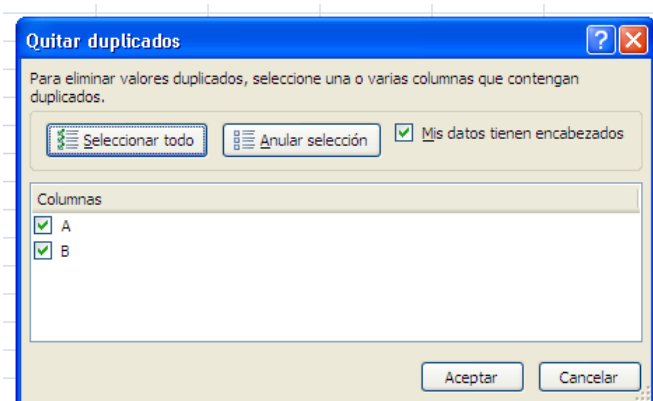 Quitar duplicados
Para eliminar valores duplicados, seleccione una o varias columnas que contengan
duplicados.
Seleccionar todo
Anular selección
Mis datos tienen encabezados
Columnas
A
B
Aceptar
Cancelar